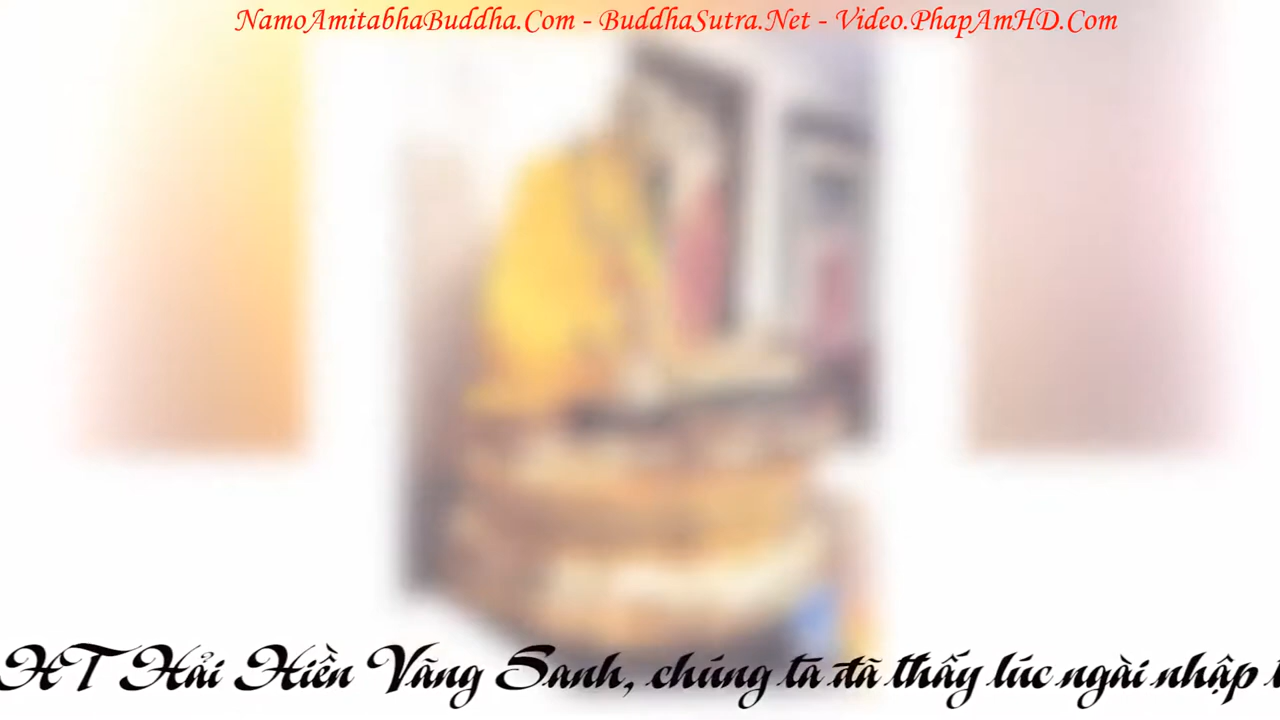 NamoAmitabhaBuddha.Com - BuddhaSutra.Net - Video.PhapAmHD.Com
HT Hải Hiền Vãng Sanh, chúng ta đã thấy lúc ngài nhập